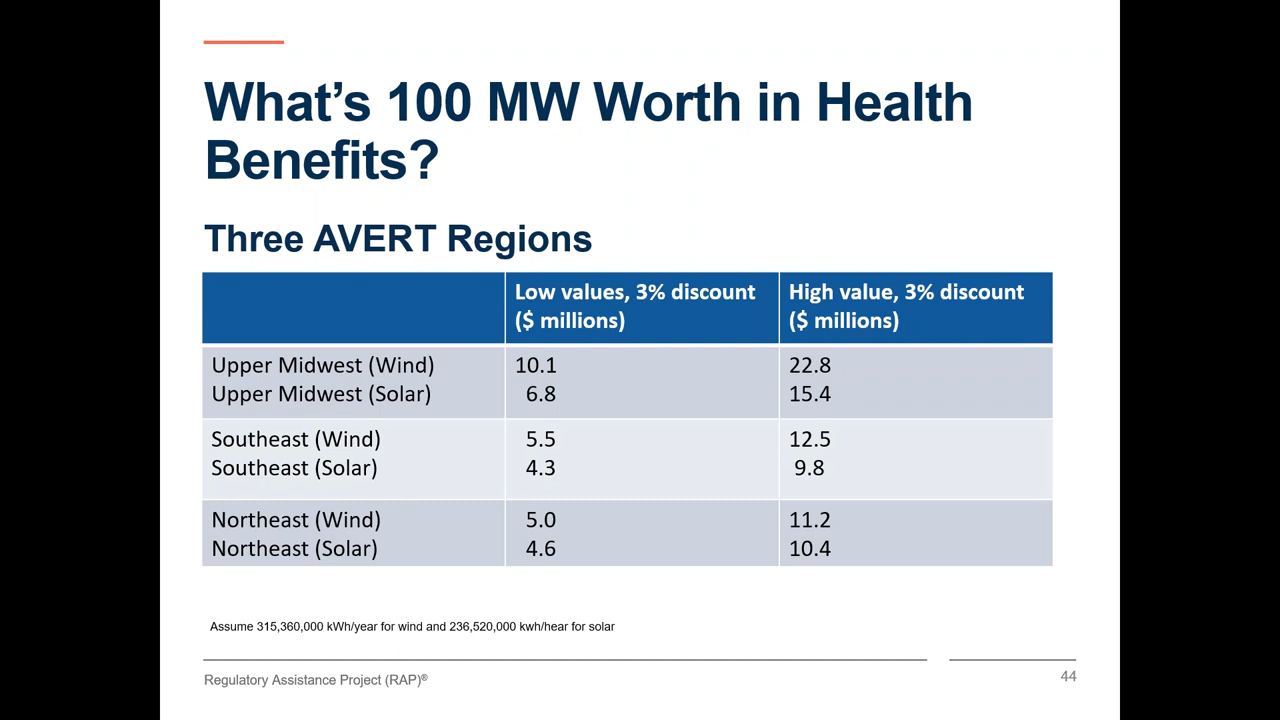 What's 100 MW Worth in Health
Benefits?
Three AVERT Regions
Low values, 3% discount
($ millions)
High value, 3% discount
($ millions)
Upper Midwest (Wind) 10.1 22.8
Upper Midwest (Solar) 6.8 15.4
Southeast (Wind) 5.5 12.5
Southeast (Solar) 4.3 9.8
Northeast (Wind) 5.0 11.2
Northeast (Solar) 4.6 10.4
Assume 315,360,000 kWh/year for wind and 236,520,000 kwh/hear for solar
Regulatory Assistance Project (RAP)®
44